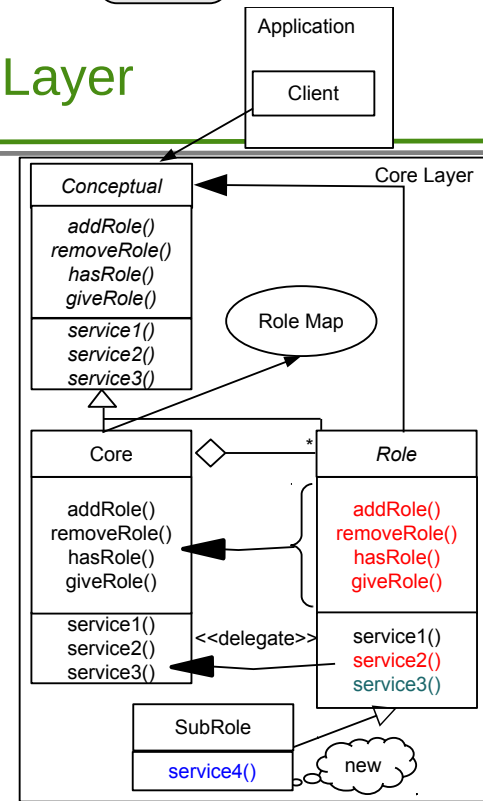 Application
Layer
Client
Core Layer
Conceptual
addRole()
removeRole()
hasRole()
giveRole()
service1()
service2()
service3()
Role Map
Core
*
Role
addRole()
removeRole()
hasRole()
giveRole()
addRole()
removeRole()
hasRole()
giveRole()
service1()
service2()
service3()
<<delegate>>
service1()
service2()
service3()
SubRole
service4()
new